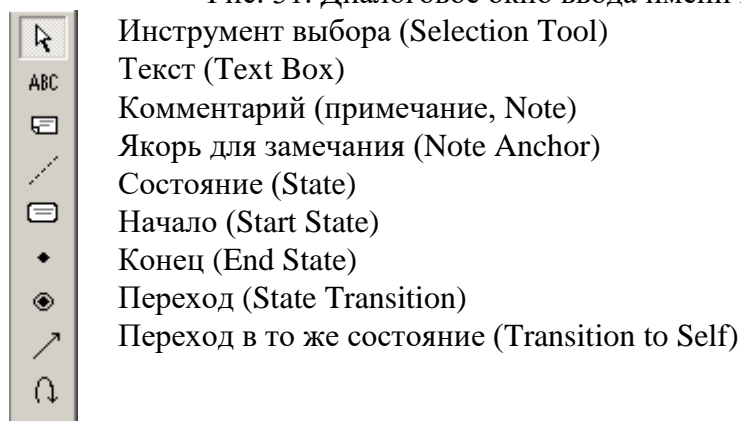 Рис. 31. Диалоговое окно ввода имени
Инструмент выбора (Selection Tool)
ABC
Текст (Text Box)
Комментарий (примечание, Note)
Якорь для замечания (Note Anchor)
Состояние (State)
Начало (Start State)
Конец (End State)
Переход (State Transition)
Переход в то же состояние (Transition to Self)